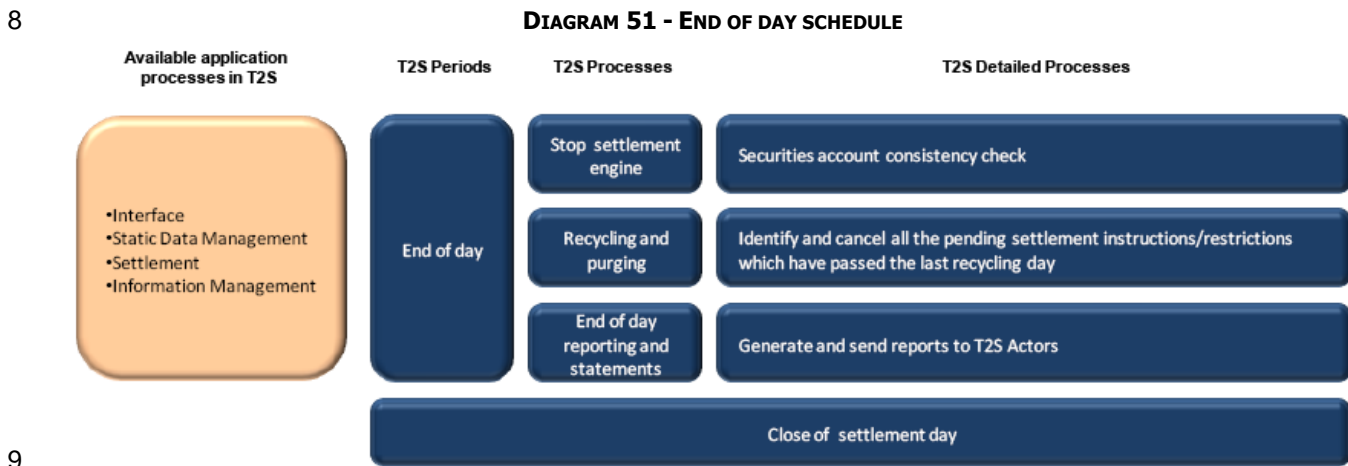 8
DIAGRAM 51 - END OF DAY SCHEDULE
Available application
processes in T2S
T2S Periods
T2S Processes
T2S Detailed Processes
•Interface
•Static Data Management
•Settlement
•Information Management
End of day
Stop settlement
engine
Securities account consistency check
Recycling and
purging
Identify and cancel all the pending settlement instructions/restrictions
which have passed the last recycling day
End of day
reporting and
statements
Generate and send reports to T2S Actors
Close of settlement day
9